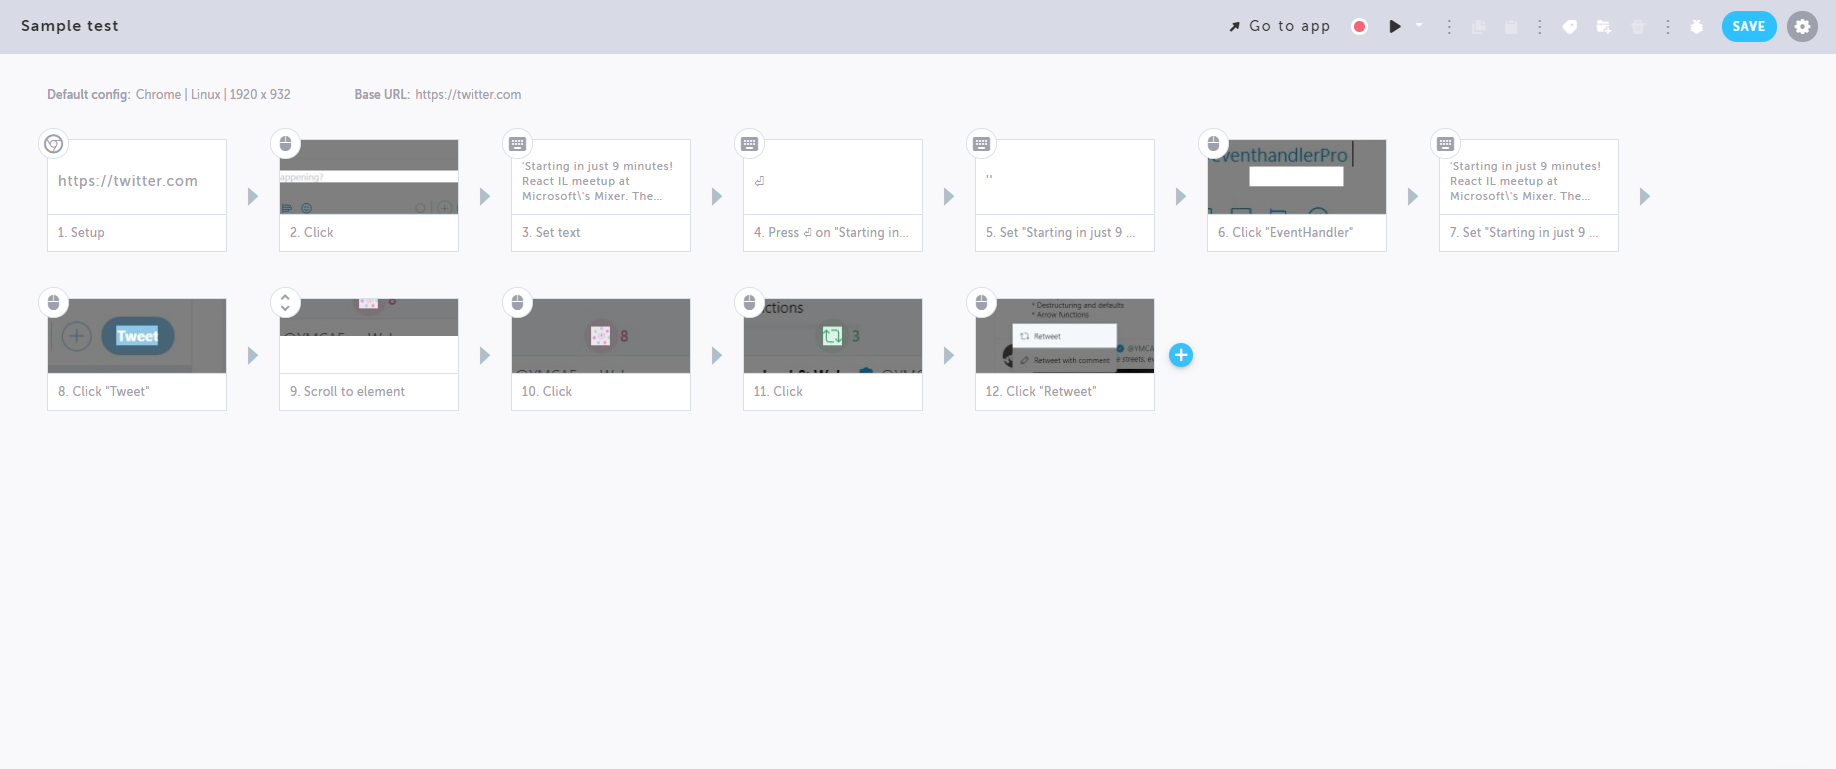 Sample test
Go to app
SAVE
Default config: Chrome | Linux | 1920 x 932
Base URL: https://twitter.com
https://twitter.com
1. Setup
appening?
2. Click
'Starting in just 9 minutes!
React IL meetup at
Microsoft\'s Mixer. The...
3. Set text
⏎
4. Press ⏎ on "Starting in...
''
5. Set "Starting in just 9 ...
EventhandlerPro
6. Click "EventHandler"
'Starting in just 9 minutes!
React IL meetup at
Microsoft\'s Mixer. The...
7. Set "Starting in just 9 ...
Tweet
8. Click "Tweet"
9. Scroll to element
8
10. Click
ctions
3
11. Click
* Destructuring and defaults
* Arrow functions
Retweet
@YMCA
Retweet with comment
e streets, ev
12. Click "Retweet"